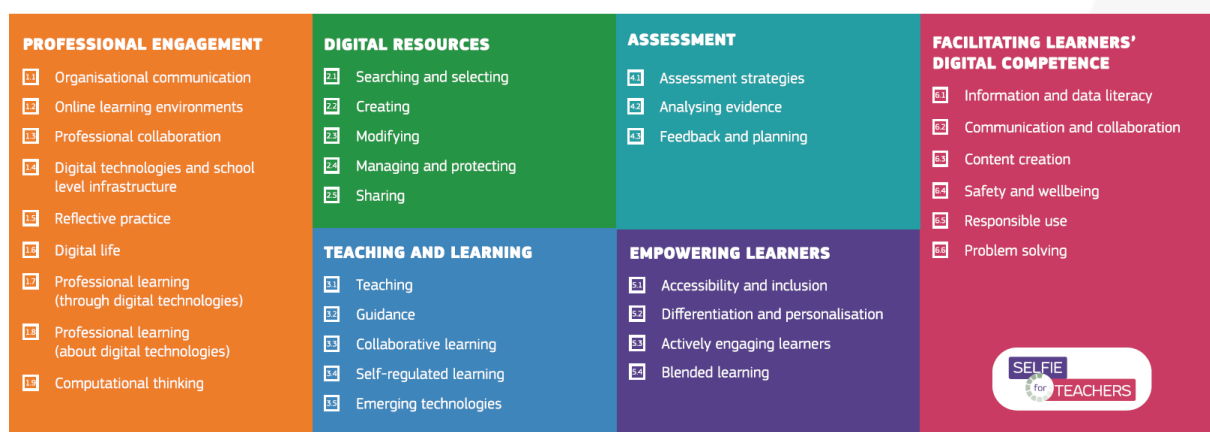 PROFESSIONAL ENGAGEMENT
1.1 Organisational communication
1.2 Online learning environments
1.3 Professional collaboration
1.4 Digital technologies and school
level infrastructure
1.5 Reflective practice
1.6 Digital life
1.7 Professional learning
(through digital technologies)
1.8 Professional learning
(about digital technologies)
1.9 Computational thinking
DIGITAL RESOURCES
2.1 Searching and selecting
2.2 Creating
2.3 Modifying
2.4 Managing and protecting
2.5 Sharing
TEACHING AND LEARNING
3.1 Teaching
3.2 Guidance
3.3 Collaborative learning
3.4 Self-regulated learning
3.5 Emerging technologies
ASSESSMENT
4.1 Assessment strategies
4.2 Analysing evidence
4.3 Feedback and planning
EMPOWERING LEARNERS
5.1 Accessibility and inclusion
5.2 Differentiation and personalisation
5.3 Actively engaging learners
5.4 Blended learning
FACILITATING LEARNERS'
DIGITAL COMPETENCE
6.1 Information and data literacy
6.2 Communication and collaboration
6.3 Content creation
6.4 Safety and wellbeing
6.5 Responsible use
6.6 Problem solving
SELFIE
for
TEACHERS